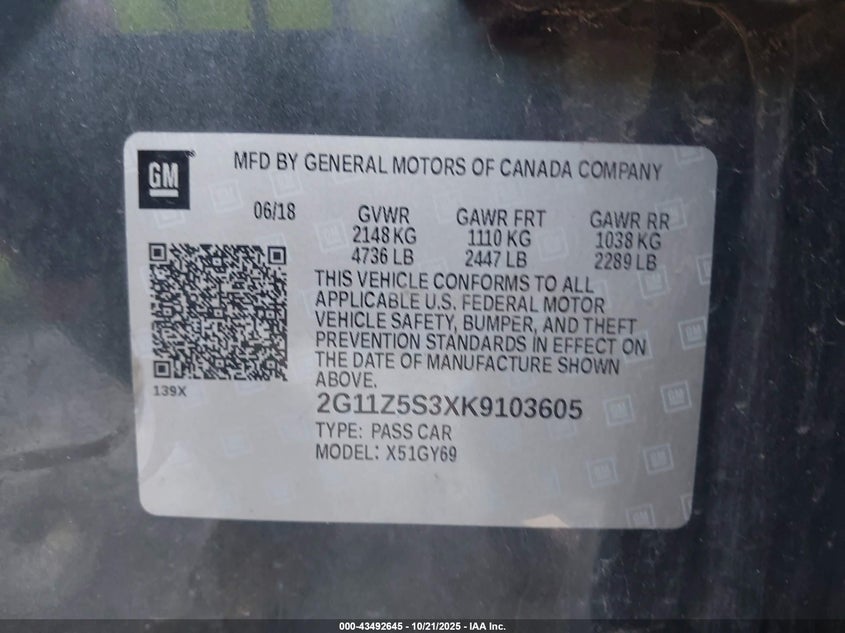 GM
MFD BY GENERAL MOTORS OF CANADA COMPANY
06/18
GVWR
2148 KG
4736 LB
GAWR FRT
1110 KG
2447 LB
GAWR RR
1038 KG
2289 LB
THIS VEHICLE CONFORMS TO ALL
APPLICABLE U.S. FEDERAL MOTOR
VEHICLE SAFETY, BUMPER, AND THEFT
PREVENTION STANDARDS IN EFFECT ON
THE DATE OF MANUFACTURE SHOWN
ABOVE.
139X
2G11Z5S3XK9103605
TYPE: PASS CAR
MODEL: X51GY69
000-43492645 - 10/21/2025 - IAA Inc.